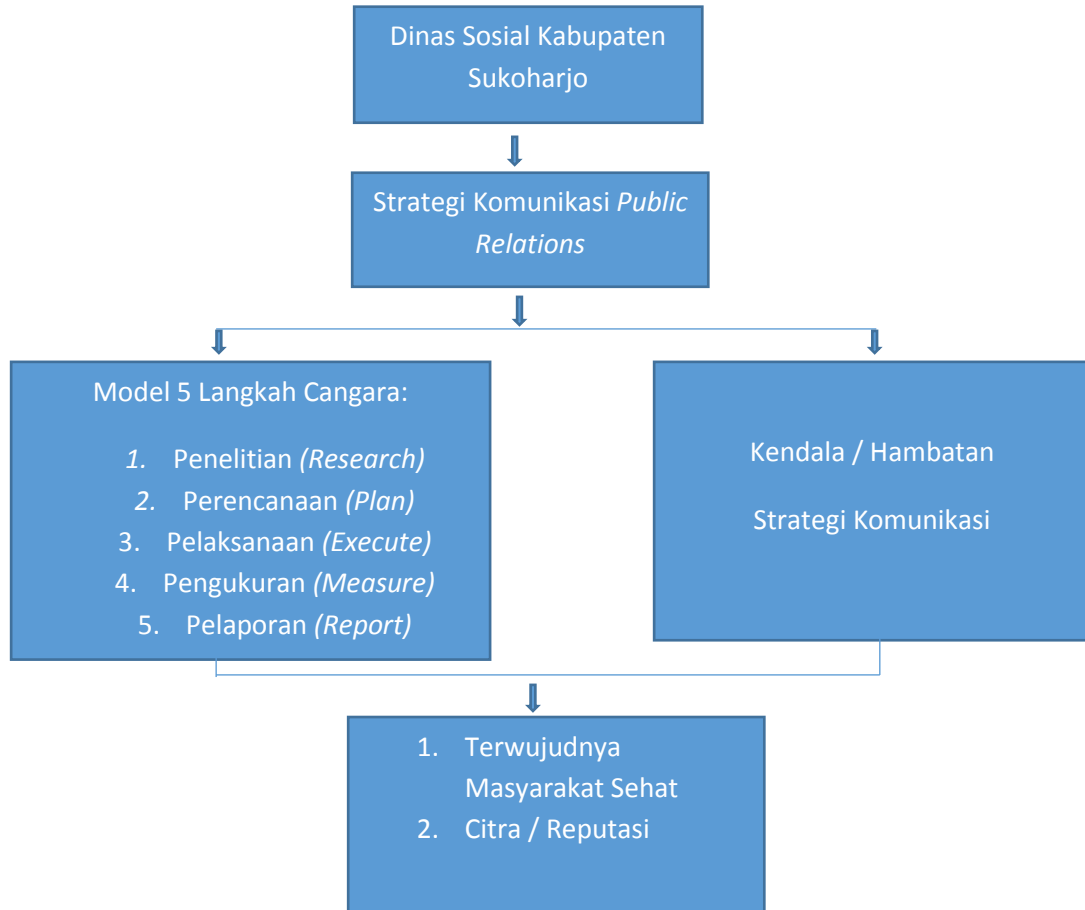 Dinas Sosial Kabupaten
Sukoharjo
Strategi Komunikasi Public
Relations
Model 5 Langkah Cangara:
1. Penelitian (Research)
2. Perencanaan (Plan)
3. Pelaksanaan (Execute)
4. Pengukuran (Measure)
5. Pelaporan (Report)
Kendala / Hambatan
Strategi Komunikasi
1. Terwujudnya
Masyarakat Sehat
2. Citra / Reputasi